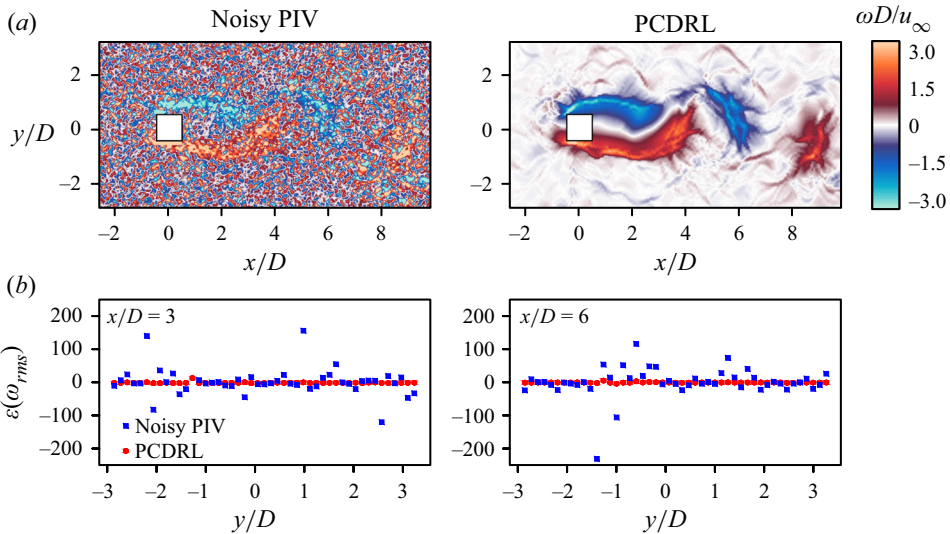 (a) Noisy PIV PCDRL ωD/u∞
2 2 3.0
1.5
y/D 0 0 0
–1.5
–2 –2 –3.0
–2 0 2 4 6 8 –2 0 2 4 6 8
x/D x/D
(b)
200 x/D = 3 200 x/D = 6
100 100
ε(ωrms) 0 0
–100 –100
Noisy PIV
–200 PCDRL –200
–3 –2 –1 0 1 2 3 –3 –2 –1 0 1 2 3
y/D y/D